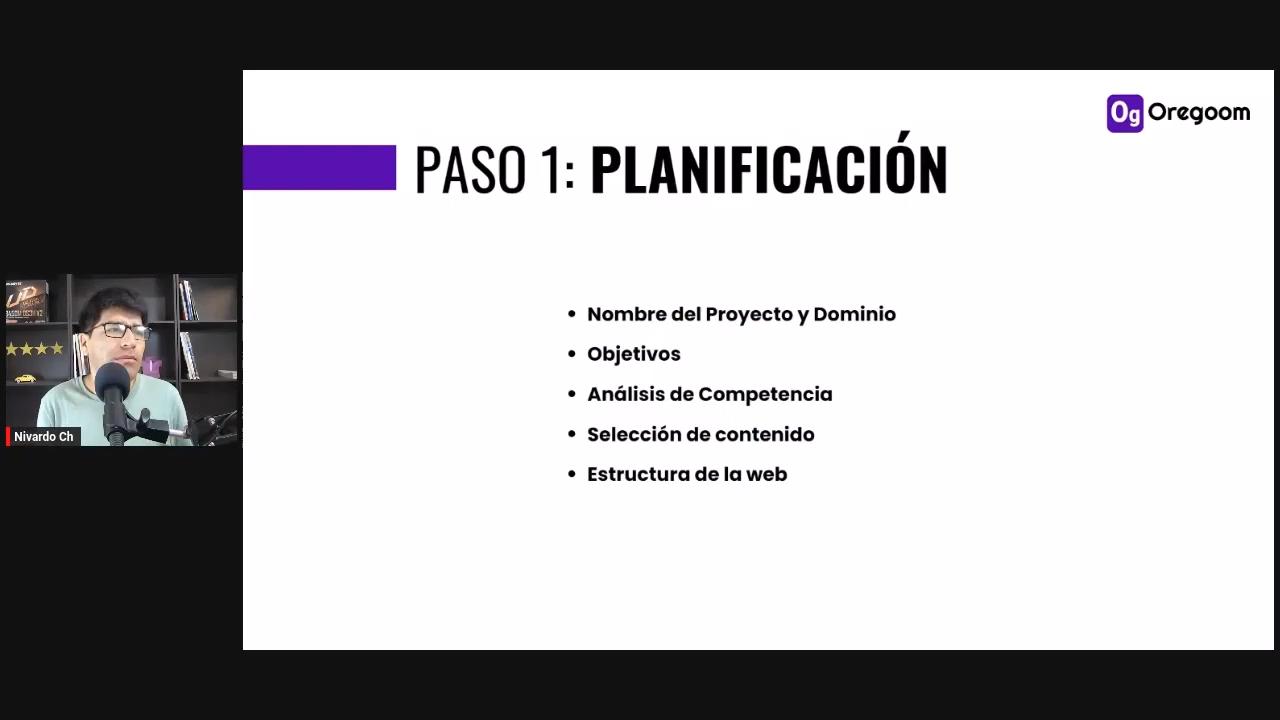 Og Oregoom
PASO 1: PLANIFICACIÓN
• Nombre del Proyecto y Dominio
• Objetivos
• Análisis de Competencia
• Selección de contenido
• Estructura de la web
Nivardo Ch